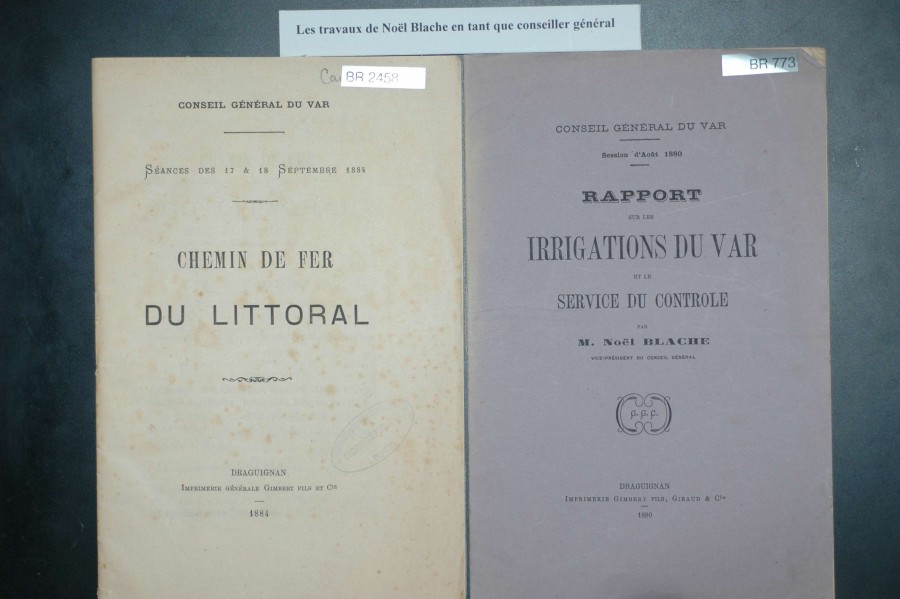 Les travaux de Noël Blache en tant que conseiller général
BR 2458
CONSEIL GÉNÉRAL DU VAR
SÉANCES DES 17 & 18 SEPTEMBRE 1884
CHEMIN DE FER
DU LITTORAL
DRAGUIGNAN
IMPRIMERIE GÉNÉRALE GIMBERT FILS ET Cie
1884
BR 773
CONSEIL GÉNÉRAL DU VAR
Session d'Août 1880
RAPPORT
SUR LES
IRRIGATIONS DU VAR
ET LE
SERVICE DU CONTROLE
PAR
M. Noël BLACHE
VICE-PRÉSIDENT DU CONSEIL GÉNÉRAL
G. G. C.
DRAGUIGNAN
IMPRIMERIE GIMBERT FILS, GIRAUD & Cie
1880